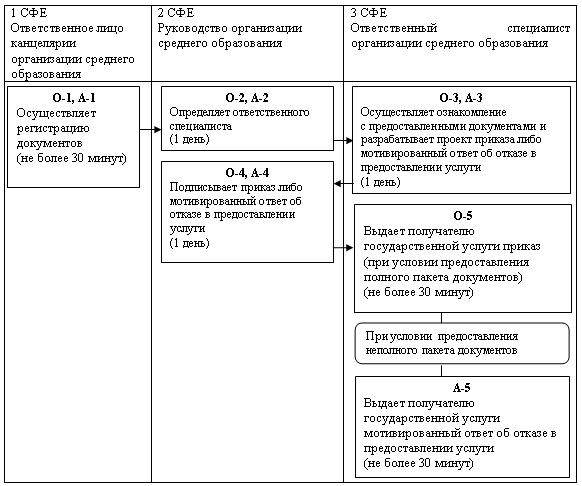 1 СФЕ
Ответственное лицо
канцелярии
организации среднего
образования
2 СФЕ
Руководство организации
среднего образования
3 СФЕ
Ответственный специалист
организации среднего образования
О-1, А-1
Осуществляет
регистрацию
документов
(не более 30 минут)
О-2, А-2
Определяет ответственного
специалиста
(1 день)
О-3, А-3
Осуществляет ознакомление
с предоставленными документами и
разрабатывает проект приказа либо
мотивированный ответ об отказе в
предоставлении услуги
(1 день)
О-4, А-4
Подписывает приказ либо
мотивированный ответ об
отказе в предоставлении
услуги
(1 день)
О-5
Выдает получателю
государственной услуги приказ
(при условии предоставления
полного пакета документов)
(не более 30 минут)
При условии предоставления
неполного пакета документов
А-5
Выдает получателю
государственной услуги
мотивированный ответ об отказе в
предоставлении услуги
(не более 30 минут)